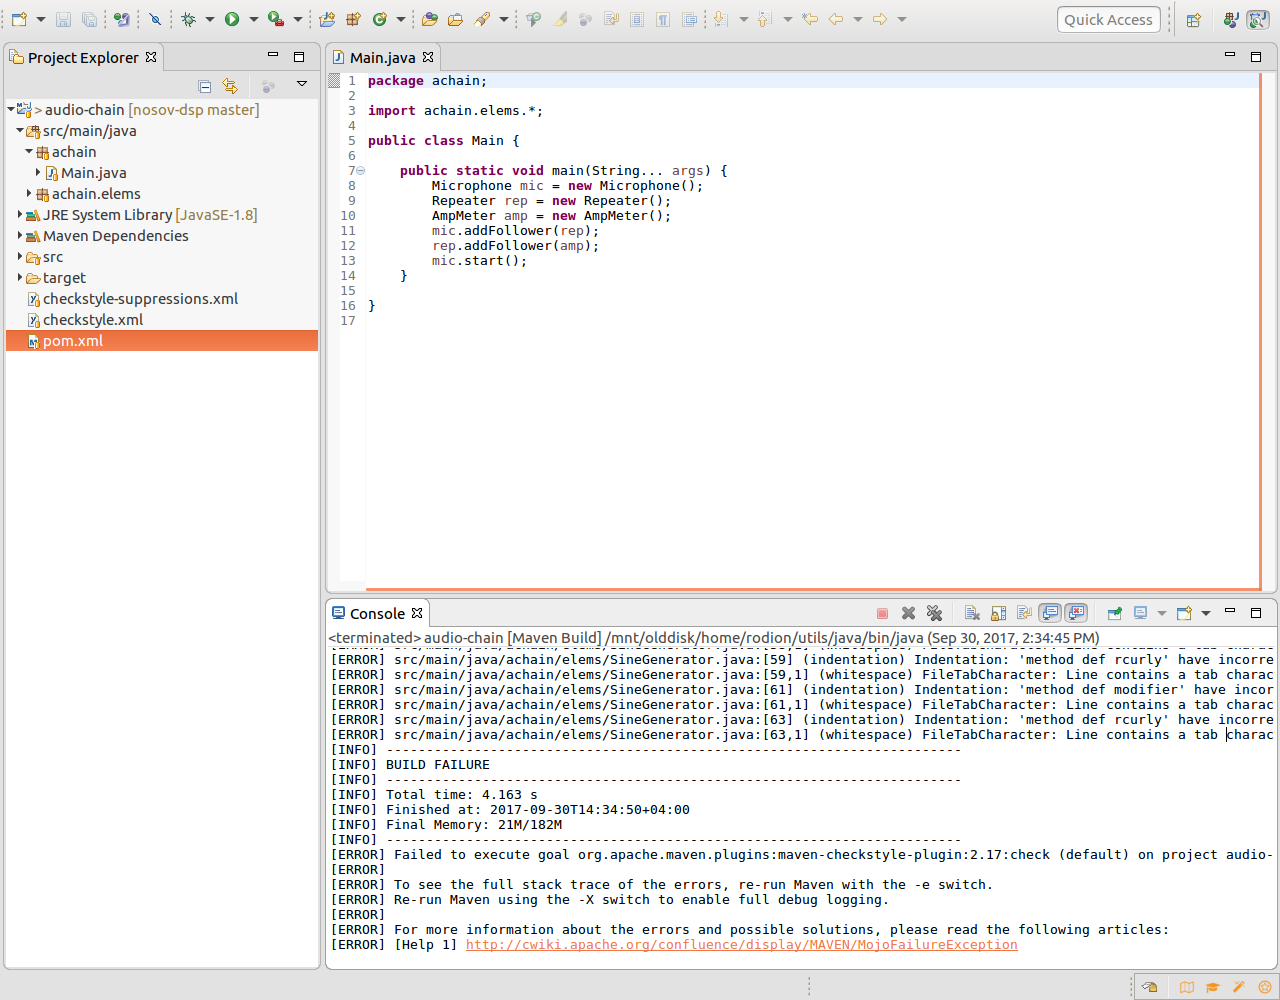 Quick Access
Project Explorer
> audio-chain [nosov-dsp master]
src/main/java
achain
Main.java
achain.elems
JRE System Library [JavaSE-1.8]
Maven Dependencies
src
target
checkstyle-suppressions.xml
checkstyle.xml
pom.xml
Main.java
1 package achain;
2
3 import achain.elems.*;
4
5 public class Main {
6
7 public static void main(String... args) {
8 Microphone mic = new Microphone();
9 Repeater rep = new Repeater();
10 AmpMeter amp = new AmpMeter();
11 mic.addFollower(rep);
12 rep.addFollower(amp);
13 mic.start();
14 }
15
16 }
17
Console
<terminated> audio-chain [Maven Build] /mnt/olddisk/home/rodion/utils/java/bin/java (Sep 30, 2017, 2:34:45 PM)
[ERROR] src/main/java/achain/elems/SineGenerator.java:[59] (indentation) Indentation: 'method def rcurly' have incorre
[ERROR] src/main/java/achain/elems/SineGenerator.java:[59,1] (whitespace) FileTabCharacter: Line contains a tab charac
[ERROR] src/main/java/achain/elems/SineGenerator.java:[61] (indentation) Indentation: 'method def modifier' have incor
[ERROR] src/main/java/achain/elems/SineGenerator.java:[61,1] (whitespace) FileTabCharacter: Line contains a tab charac
[ERROR] src/main/java/achain/elems/SineGenerator.java:[63] (indentation) Indentation: 'method def rcurly' have incorre
[ERROR] src/main/java/achain/elems/SineGenerator.java:[63,1] (whitespace) FileTabCharacter: Line contains a tab charac
[INFO] ------------------------------------------------------------------------
[INFO] BUILD FAILURE
[INFO] ------------------------------------------------------------------------
[INFO] Total time: 4.163 s
[INFO] Finished at: 2017-09-30T14:34:50+04:00
[INFO] Final Memory: 21M/182M
[INFO] ------------------------------------------------------------------------
[ERROR] Failed to execute goal org.apache.maven.plugins:maven-checkstyle-plugin:2.17:check (default) on project audio-
[ERROR]
[ERROR] To see the full stack trace of the errors, re-run Maven with the -e switch.
[ERROR] Re-run Maven using the -X switch to enable full debug logging.
[ERROR]
[ERROR] For more information about the errors and possible solutions, please read the following articles:
[ERROR] [Help 1] http://cwiki.apache.org/confluence/display/MAVEN/MojoFailureException